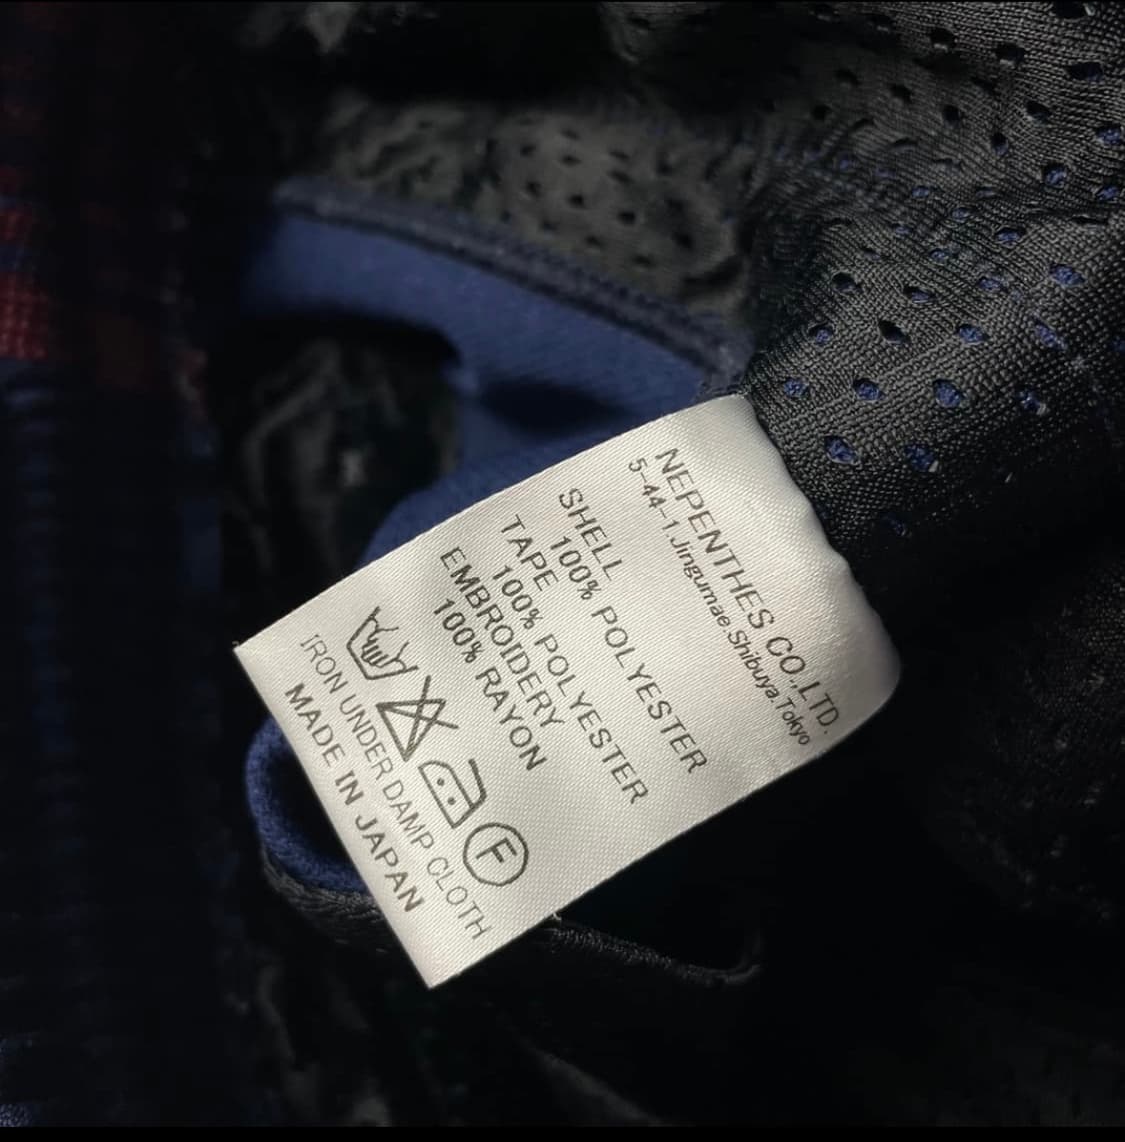 NEPENTHES CO.,LTD.
5-44-1.Jingumae.Shibuya.Tokyo
SHELL
100% POLYESTER
TAPE
100% POLYESTER
EMBROIDERY
100% RAYON
F
IRON UNDER DAMP CLOTH
MADE IN JAPAN